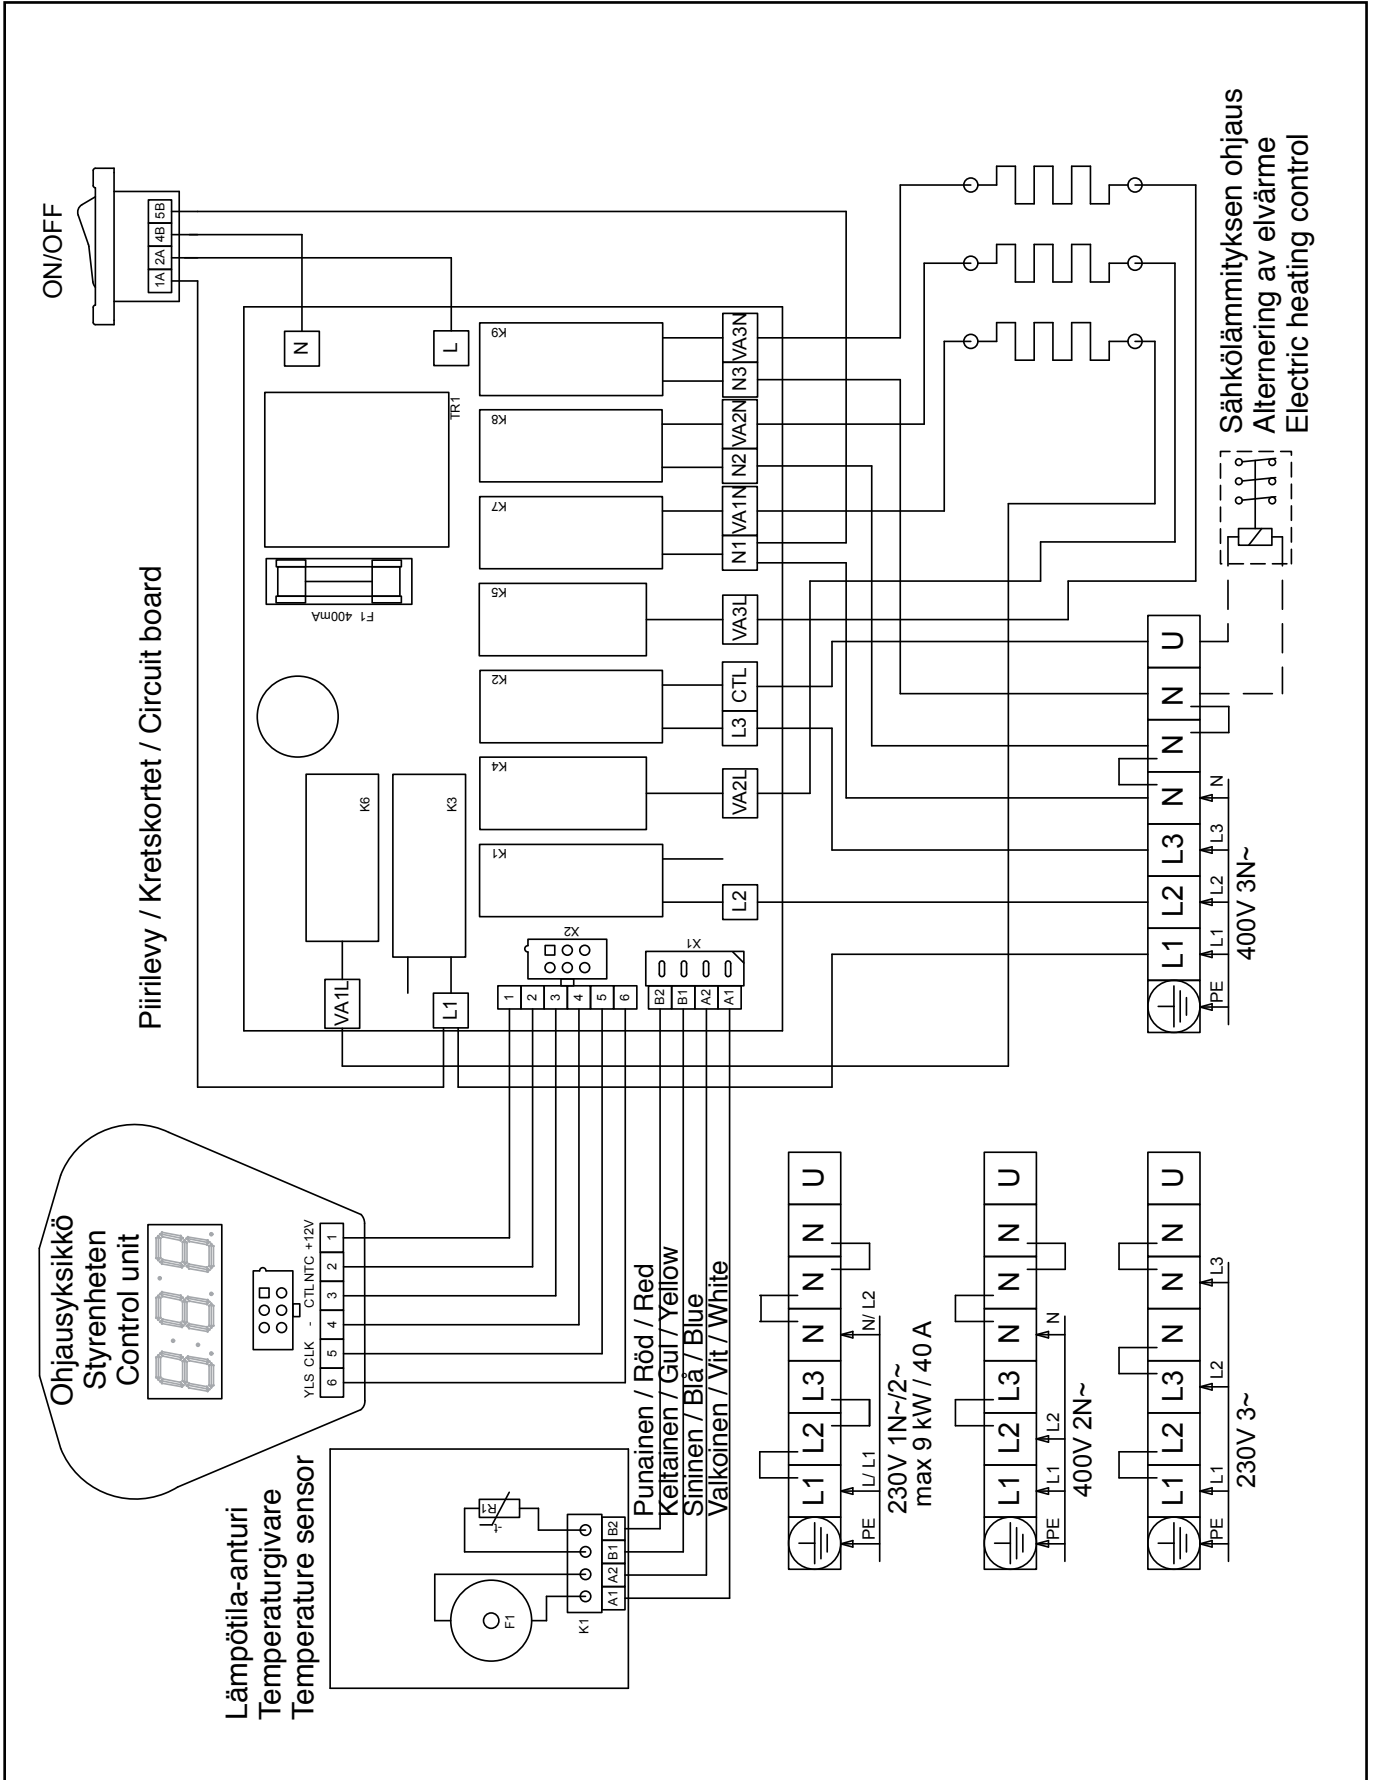 Lämpötila-anturi
Temperaturgivare
Temperature sensor
R1
-t
F1
K1
A1 A2 B1 B2
Ohjausyksikkö
Styrenheten
Control unit
YLS CLK - CTL NTC +12V
6 5 4 3 2 1
Punainen / Röd / Red
Keltainen / Gul / Yellow
Sininen / Blå / Blue
Valkoinen / Vit / White
Piirilevy / Kretskortet / Circuit board
ON/OFF
1A 2A 4B 5B
N
L
TR1
F1 400mA
K6
K3
VA1L
L1
1
2
3
4
5
6
X2
X1
B2
B1
A2
A1
K1
K4
K2
K5
K7
K8
K9
L2
VA2L
L3
CTL
VA3L
N1
VA1N
N2
VA2N
N3
VA3N
L1 L2 L3 N N N U
PE L1 L2 L3 N
400V 3N~
Sähkölämmityksen ohjaus
Alternering av elvärme
Electric heating control
L1 L2 L3 N N N U
PE L/ L1 N/ L2
230V 1N~/2~
max 9 kW / 40 A
L1 L2 L3 N N N U
PE L1 L2 N
400V 2N~
L1 L2 L3 N N N U
PE L1 L2 L3
230V 3~